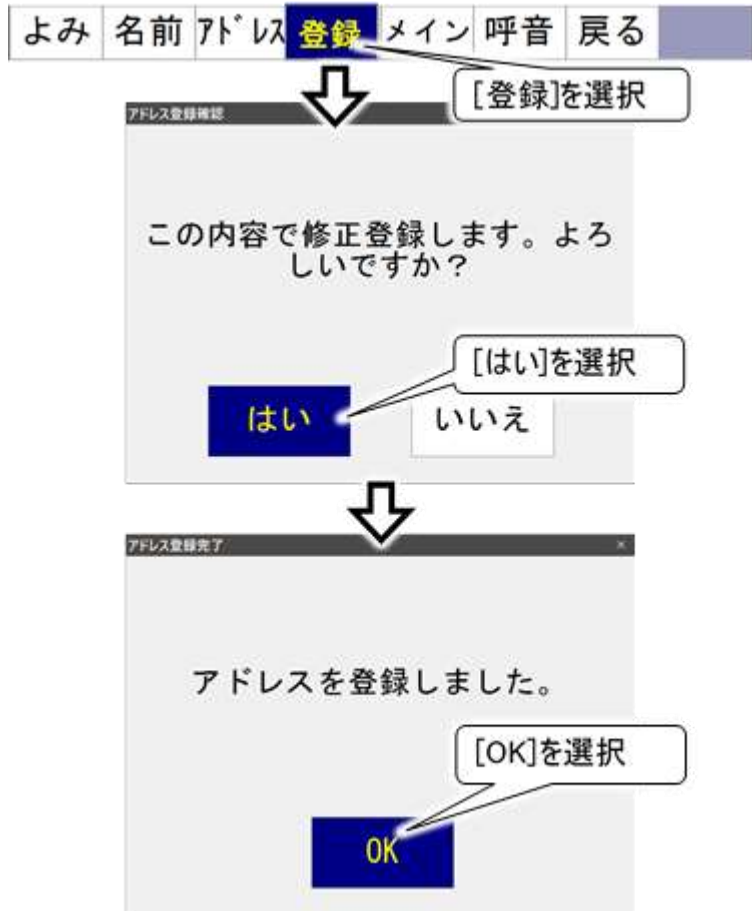 よみ 名前 アドレス 登録 メイン 呼音 戻る
[登録]を選択
アドレス登録確認
この内容で修正登録します。よろ
しいですか？
[はい]を選択
はい いいえ
アドレス登録完了 ×
アドレスを登録しました。
[OK]を選択
OK